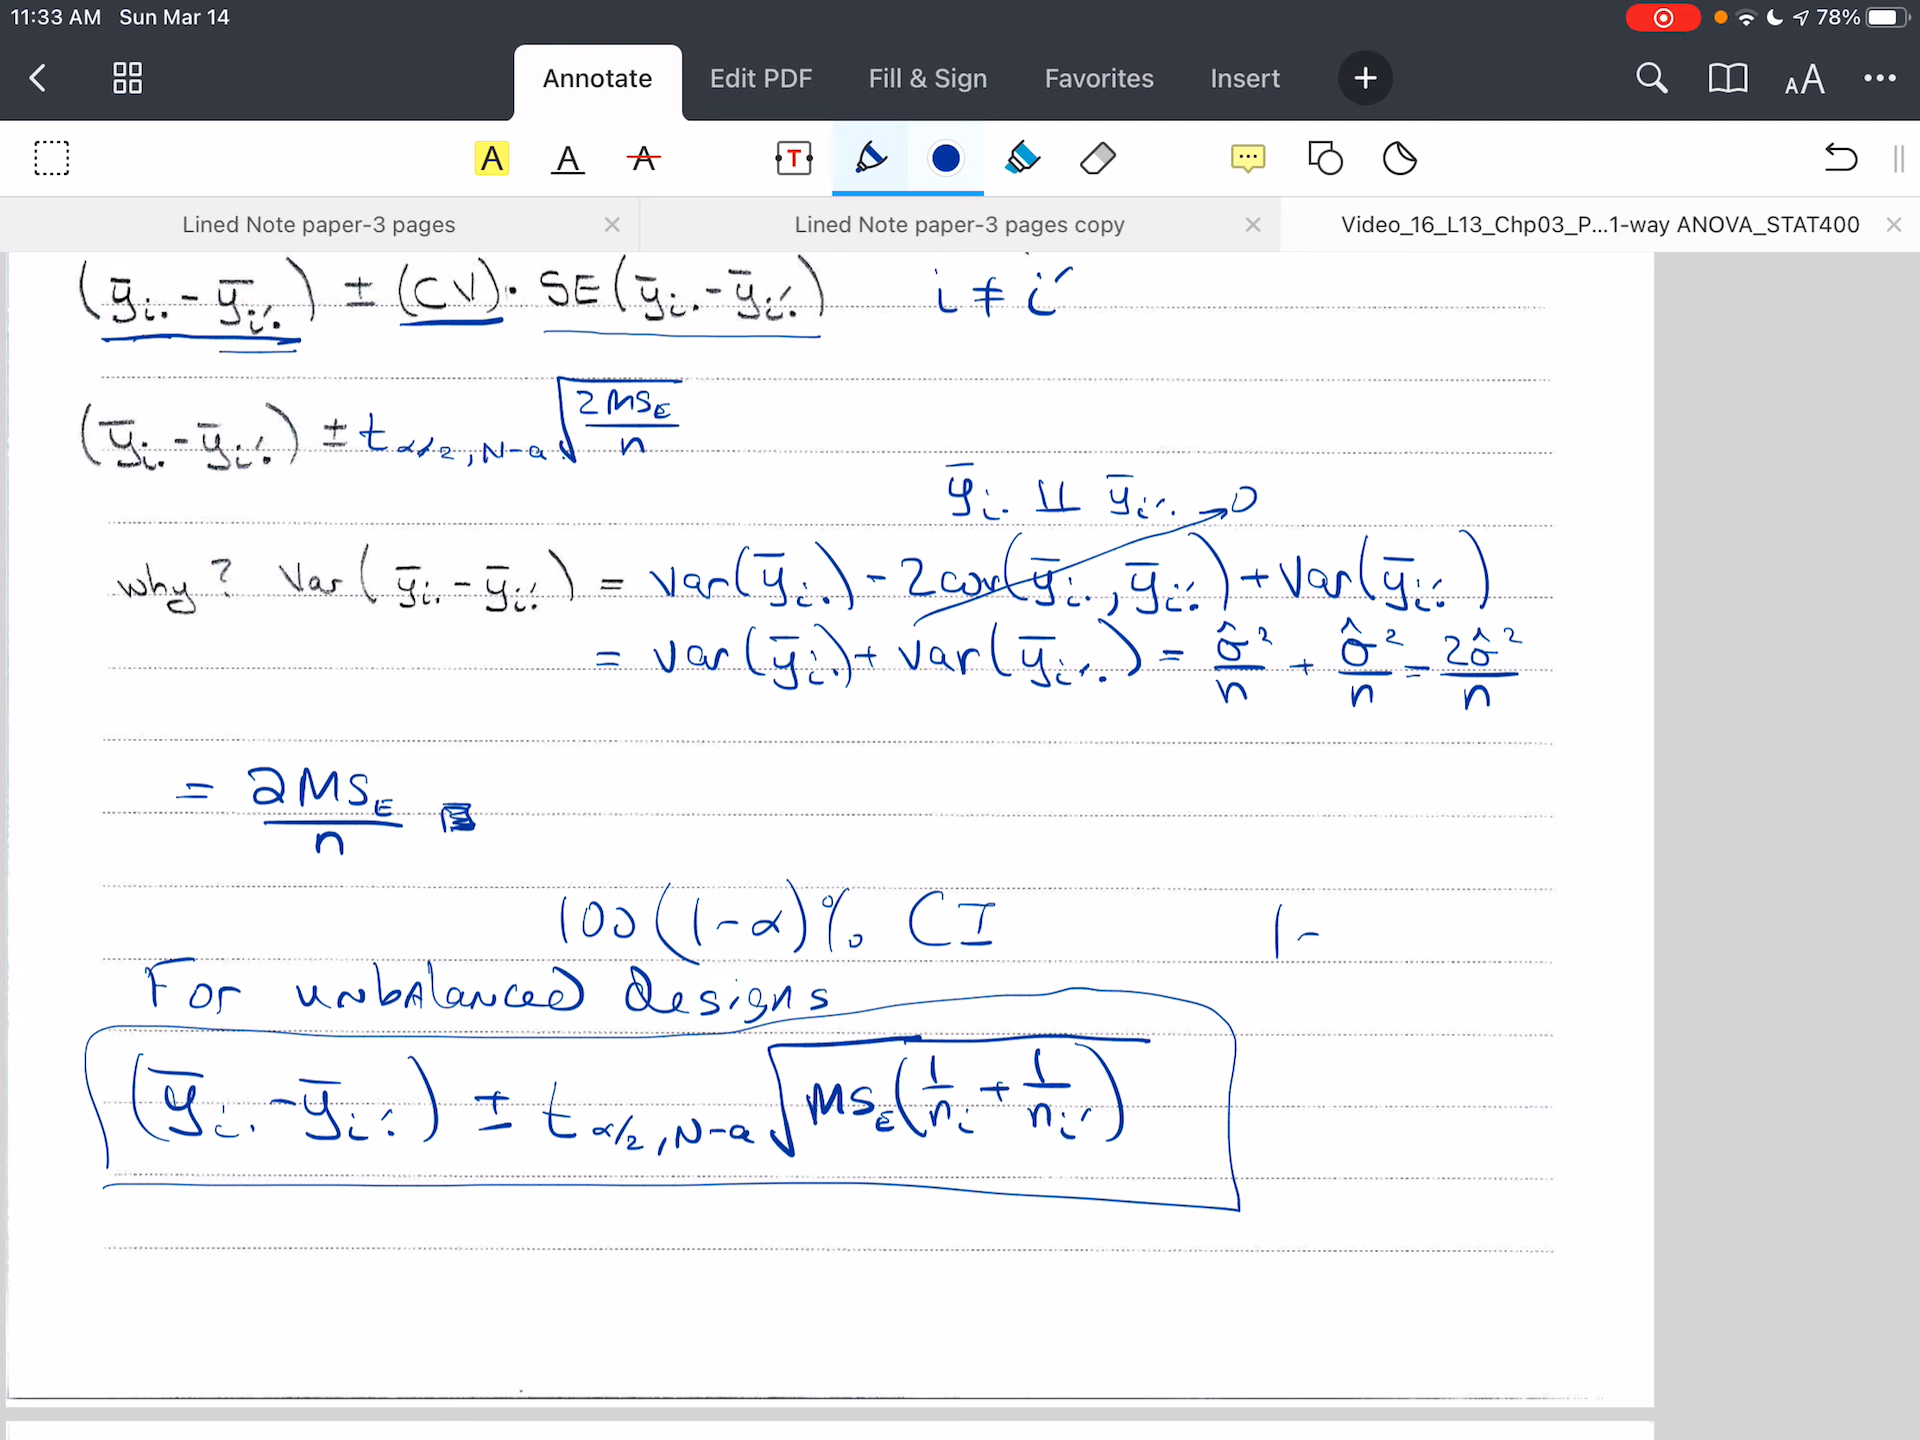 11:33 AM Sun Mar 14 78%
Annotate Edit PDF Fill & Sign Favorites Insert
A A A T AA
Lined Note paper-3 pages Lined Note paper-3 pages copy Video_16_L13_Chp03_P...1-way ANOVA_STAT400
(ȳi. - ȳi'.) ± (CV)· SE(ȳi. - ȳi'.) i ≠ i'
(ȳi. - ȳi'.) ± t α/2, N-a √(2MSE/n)
ȳi. ⫫ ȳi'. → 0
why? Var(ȳi. - ȳi'.) = var(ȳi.) - 2cov(ȳi., ȳi'.) + Var(ȳi'.)
= var(ȳi.) + var(ȳi'.) = σ̂²/n + σ̂²/n = 2σ̂²/n
= 2MSE/n
100(1-α)% CI 1-
For unbalanced designs
(ȳi. - ȳi'.) ± t α/2, N-a √(MSE(1/ni + 1/ni'))